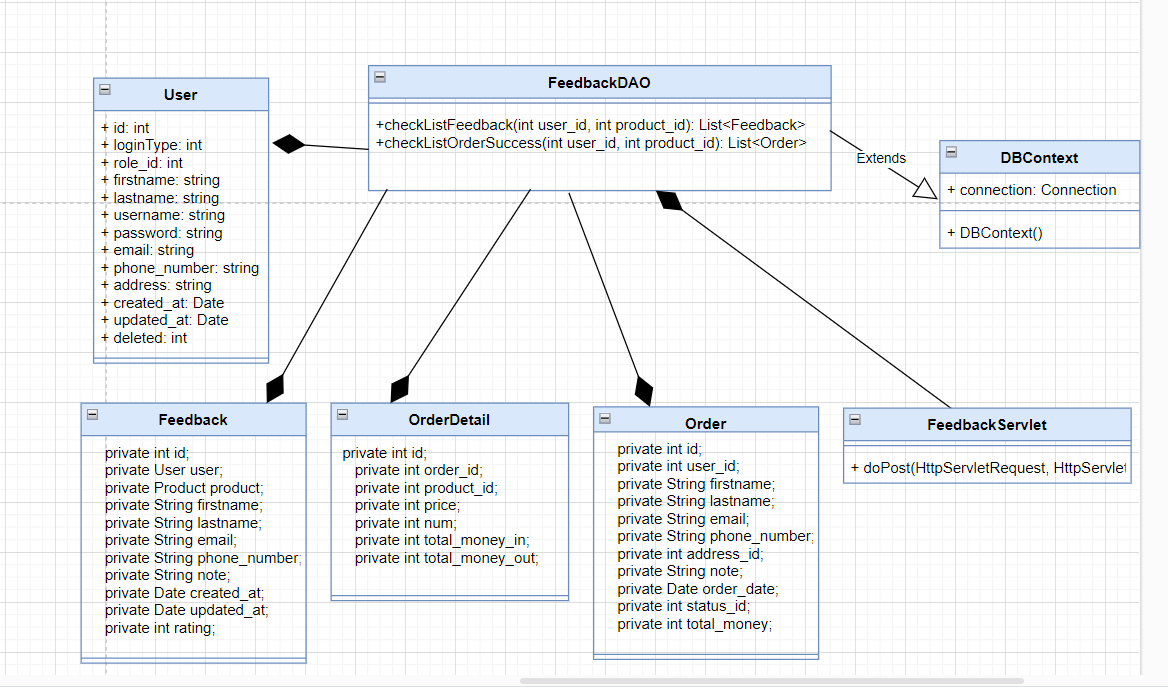 User
+ id: int
+ loginType: int
+ role_id: int
+ firstname: string
+ lastname: string
+ username: string
+ password: string
+ email: string
+ phone_number: string
+ address: string
+ created_at: Date
+ updated_at: Date
+ deleted: int
FeedbackDAO
+checkListFeedback(int user_id, int product_id): List<Feedback>
+checkListOrderSuccess(int user_id, int product_id): List<Order>
Extends
DBContext
+ connection: Connection
+ DBContext()
Feedback
private int id;
private User user;
private Product product;
private String firstname;
private String lastname;
private String email;
private String phone_number;
private String note;
private Date created_at;
private Date updated_at;
private int rating;
OrderDetail
private int id;
private int order_id;
private int product_id;
private int price;
private int num;
private int total_money_in;
private int total_money_out;
Order
private int id;
private int user_id;
private String firstname;
private String lastname;
private String email;
private String phone_number;
private int address_id;
private String note;
private Date order_date;
private int status_id;
private int total_money;
FeedbackServlet
+ doPost(HttpServletRequest, HttpServlet